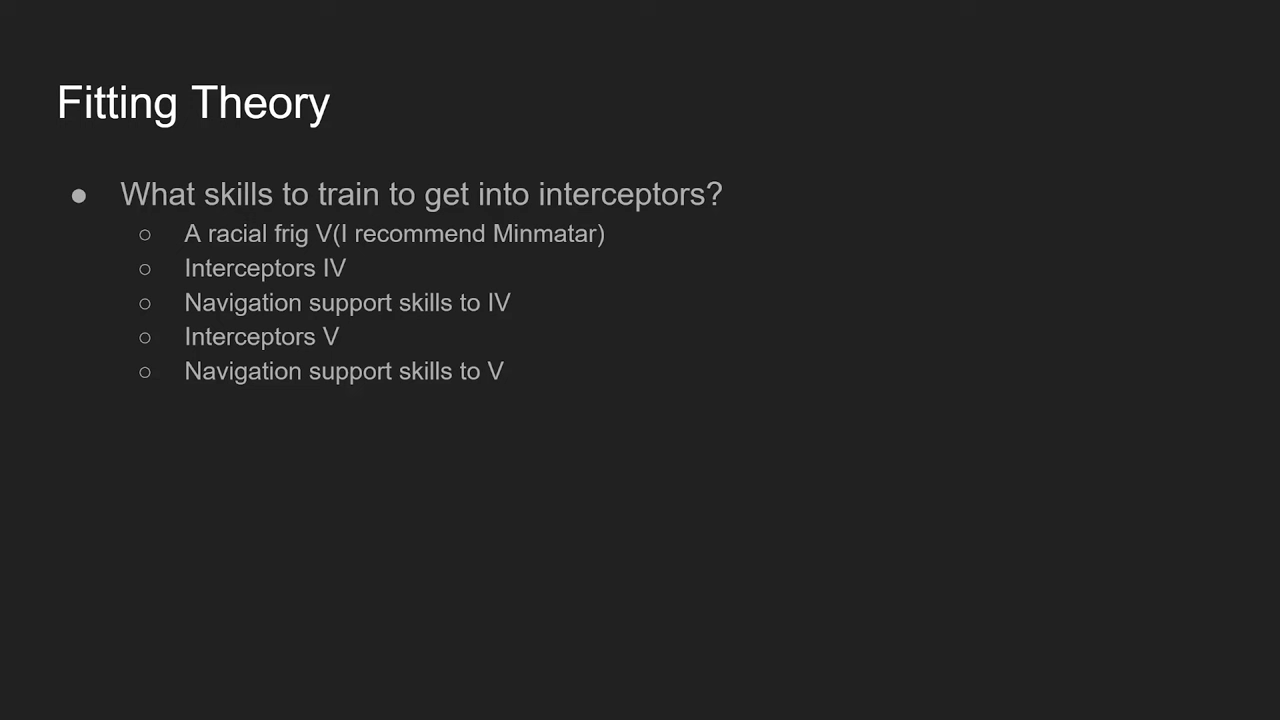 Fitting Theory
● What skills to train to get into interceptors?
○ A racial frig V(I recommend Minmatar)
○ Interceptors IV
○ Navigation support skills to IV
○ Interceptors V
○ Navigation support skills to V